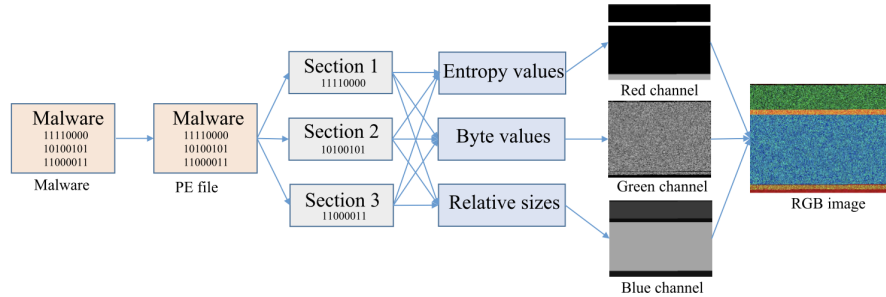 Malware
11110000
10100101
11000011
Malware
Malware
11110000
10100101
11000011
PE file
Section 1
11110000
Section 2
10100101
Section 3
11000011
Entropy values
Byte values
Relative sizes
Red channel
Green channel
Blue channel
RGB image